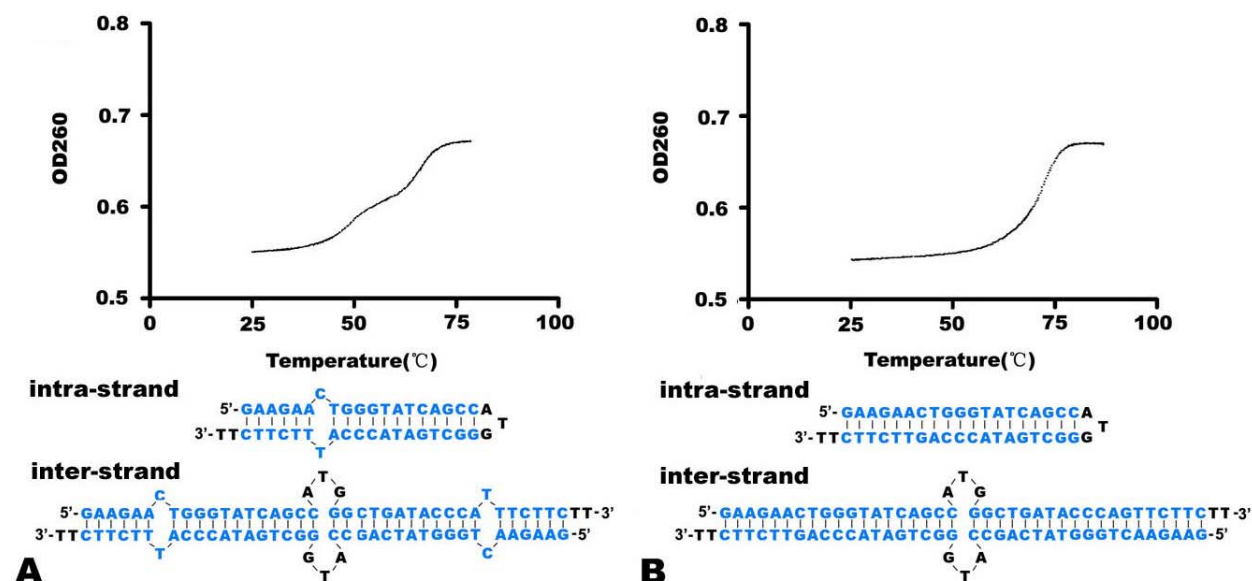 0.8
0.7
0.6
0.5
OD260
0 25 50 75 100
Temperature(℃)
intra-strand
C
5'- GAAGAA TGGGTATCAGCCA
T
3'-TTCTTCTT ACCCATAGTCGGG
T
inter-strand
T
C A G T
5'- GAAGAA TGGGTATCAGCC GGCTGATACCCA TTCTTCTT-3'
3'-TTCTTCTT ACCCATAGTCGG CCGACTATGGGT AAGAAG-5'
T G A C
T
A
0.8
0.7
0.6
0.5
OD260
0 25 50 75 100
Temperature(℃)
intra-strand
5'- GAAGAACTGGGTATCAGCCA
T
3'-TTCTTCTTGACCCATAGTCGGG
inter-strand
T
A G
5'- GAAGAACTGGGTATCAGCC GGCTGATACCCAGTTCTTCTT-3'
3'-TTCTTCTTGACCCATAGTCGG CCGACTATGGGTCAAGAAG-5'
G A
T
B